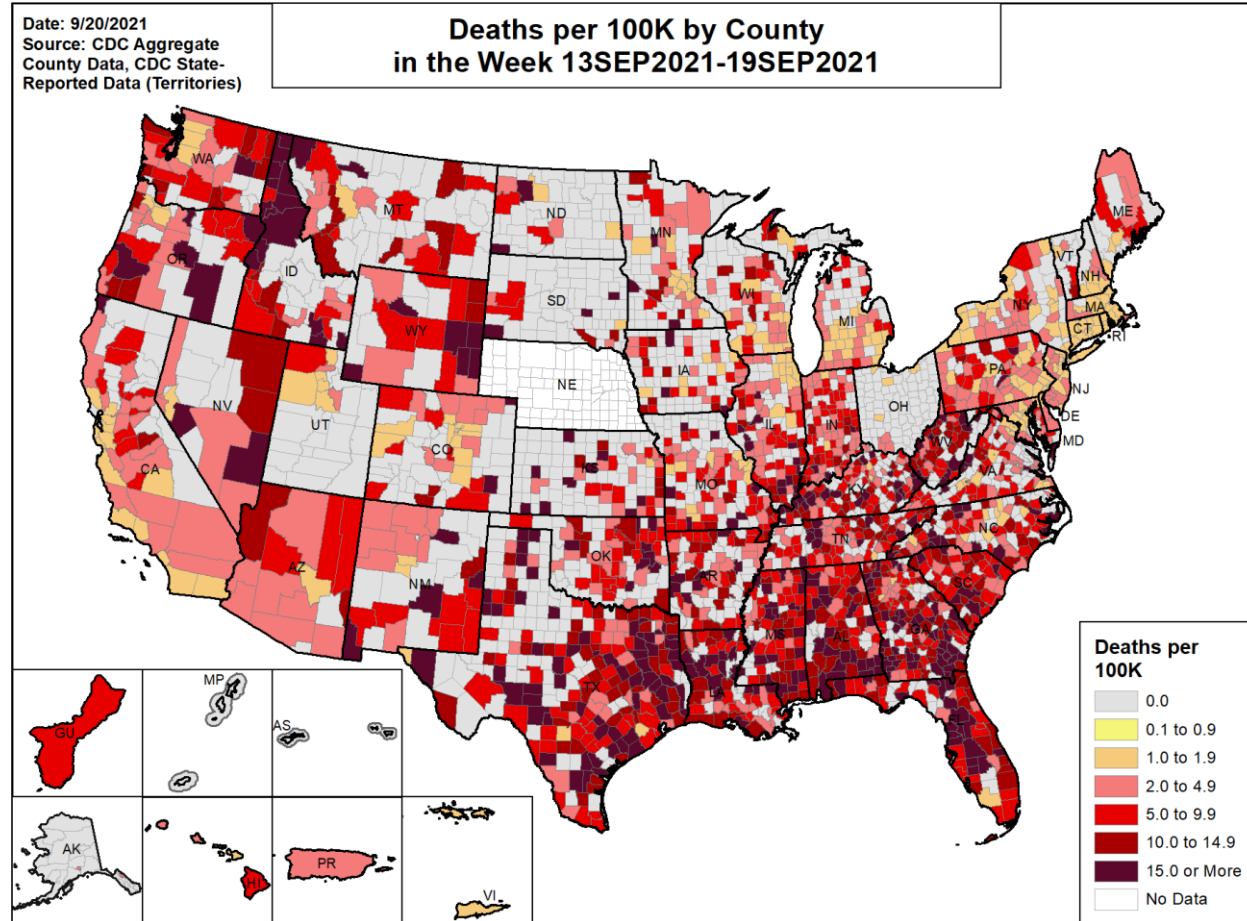 Date: 9/20/2021
Source: CDC Aggregate
County Data, CDC State-
Reported Data (Territories)
Deaths per 100K by County
in the Week 13SEP2021-19SEP2021
WA
MT
ND
MN
ME
OR
ID
SD
WI
MI
VT
NH
NY
MA
CT
RI
WY
NE
IA
PA
NJ
NV
UT
CO
IL
IN
OH
DE
MD
WV
VA
CA
KS
MO
KY
AZ
NM
OK
AR
TN
NC
SC
MS
AL
GA
TX
LA
FL
GU
MP
AS
AK
HI
PR
VI
Deaths per
100K
0.0
0.1 to 0.9
1.0 to 1.9
2.0 to 4.9
5.0 to 9.9
10.0 to 14.9
15.0 or More
No Data